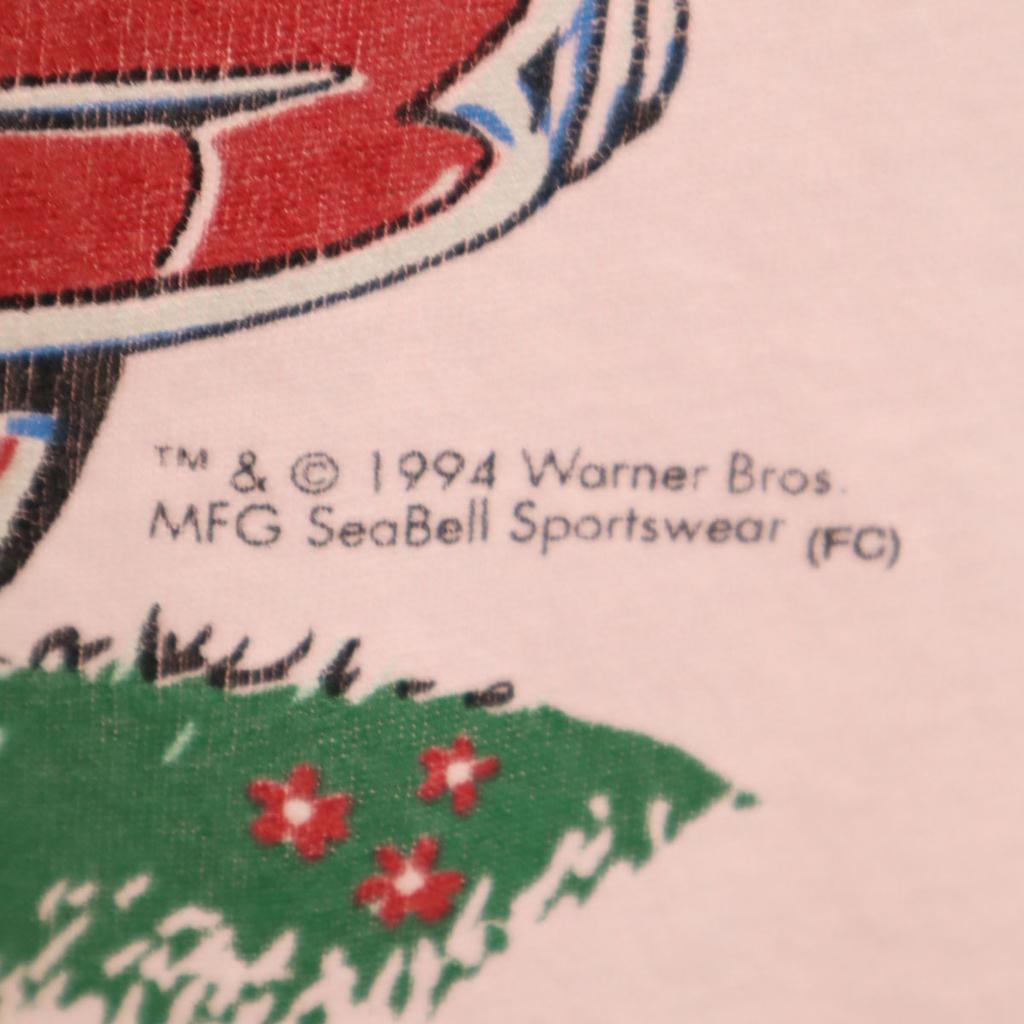 ™ & © 1994 Warner Bros.
MFG SeaBell Sportswear (FC)